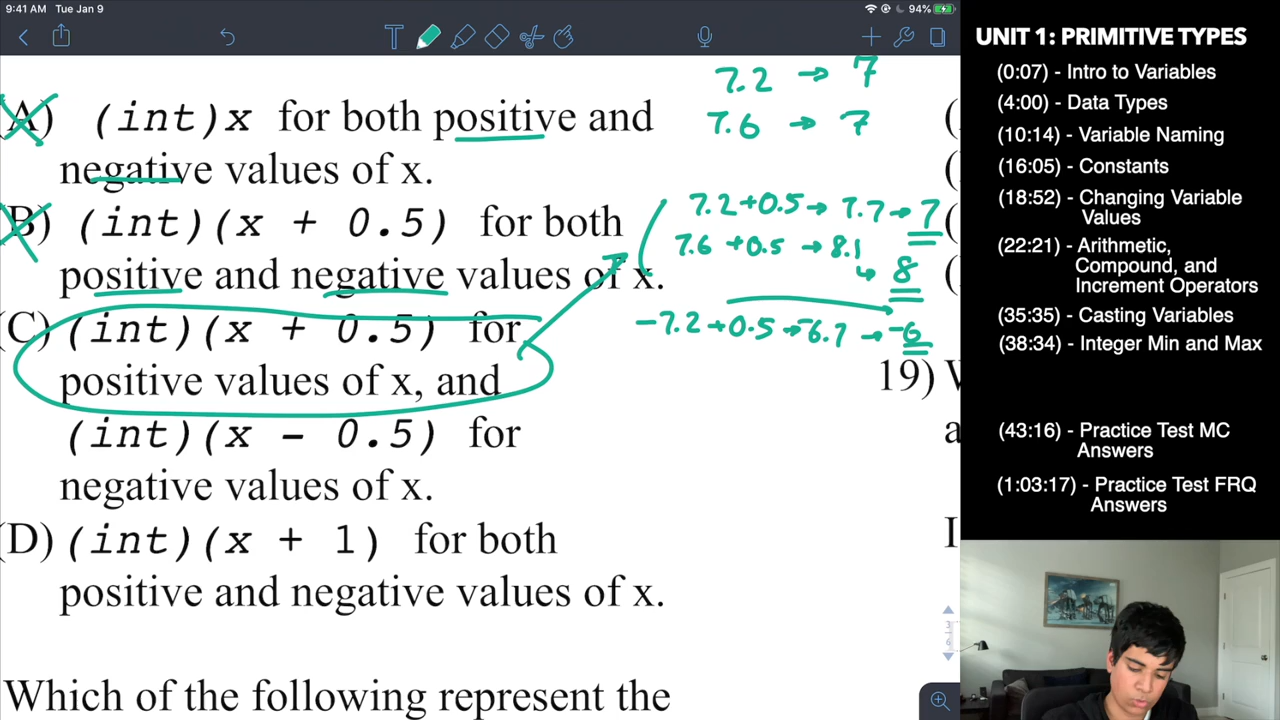 9:41 AM Tue Jan 9
94%
T
(A) (int)x for both positive and
negative values of x.
(B) (int)(x + 0.5) for both
positive and negative values of x.
(C) (int)(x + 0.5) for
positive values of x, and
(int)(x - 0.5) for
negative values of x.
(D) (int)(x + 1) for both
positive and negative values of x.
Which of the following represent the
7.2 → 7
7.6 → 7
7.2+0.5 → 7.7 → 7
7.6 +0.5 → 8.1
↳ 8
-7.2+0.5 → -6.7 → -6
(
(
(
(
19) W
a
I
UNIT 1: PRIMITIVE TYPES
(0:07) - Intro to Variables
(4:00) - Data Types
(10:14) - Variable Naming
(16:05) - Constants
(18:52) - Changing Variable
Values
(22:21) - Arithmetic,
Compound, and
Increment Operators
(35:35) - Casting Variables
(38:34) - Integer Min and Max
(43:16) - Practice Test MC
Answers
(1:03:17) - Practice Test FRQ
Answers